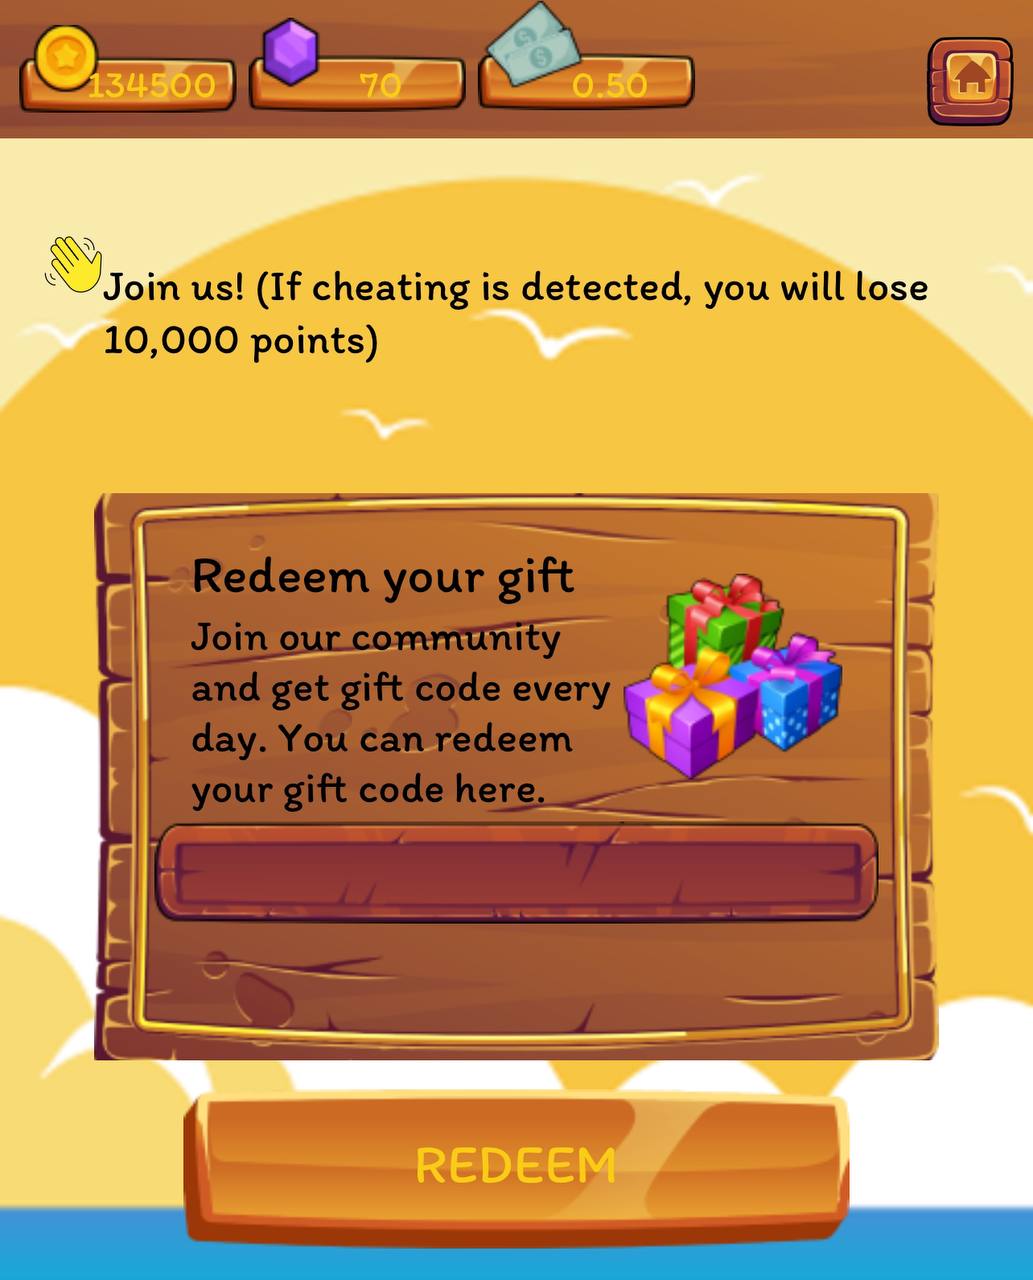 134500 70 0.50
Join us! (If cheating is detected, you will lose
10,000 points)
Redeem your gift
Join our community
and get gift code every
day. You can redeem
your gift code here.
REDEEM